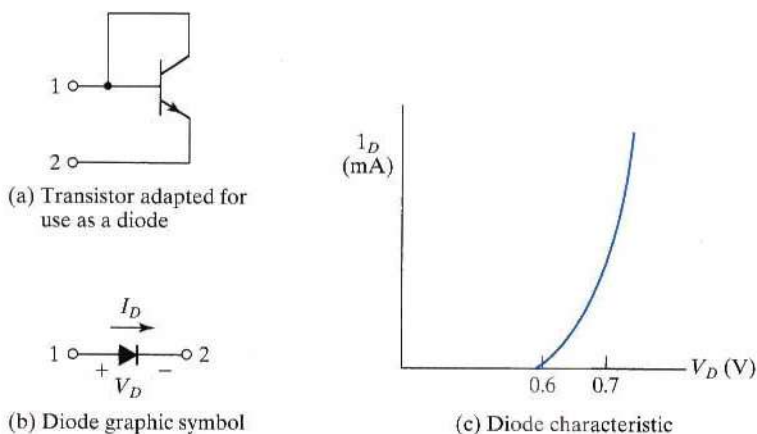 1
2
(a) Transistor adapted for
use as a diode
I_D
1
2
+ V_D −
(b) Diode graphic symbol
1_D
(mA)
0.6
0.7
V_D (V)
(c) Diode characteristic